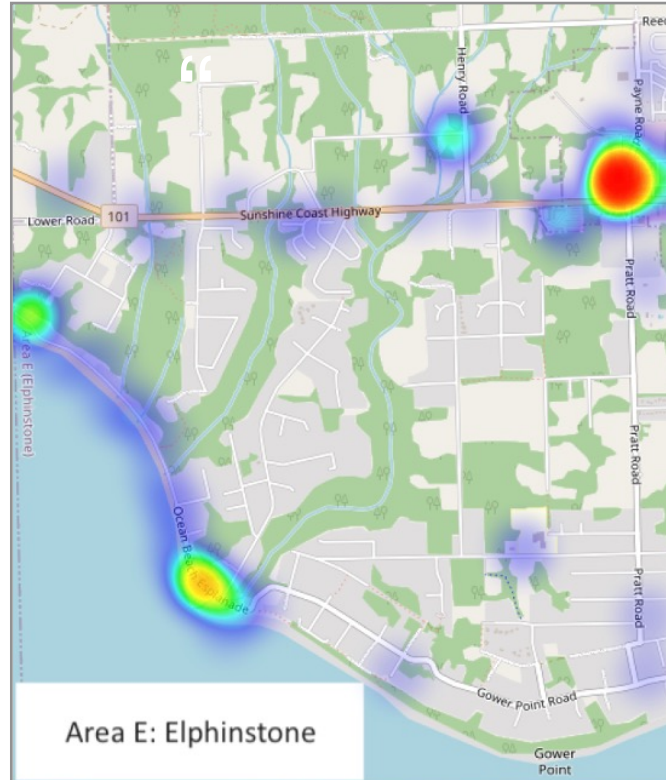 Reed
Henry Road
Payne Road
“
Lower Road
101
Sunshine Coast Highway
Pratt Road
Area E (Elphinstone)
Pratt Road
Ocean Beach Esplanade
Pratt Road
Gower Point Road
Area E: Elphinstone
Gower
Point